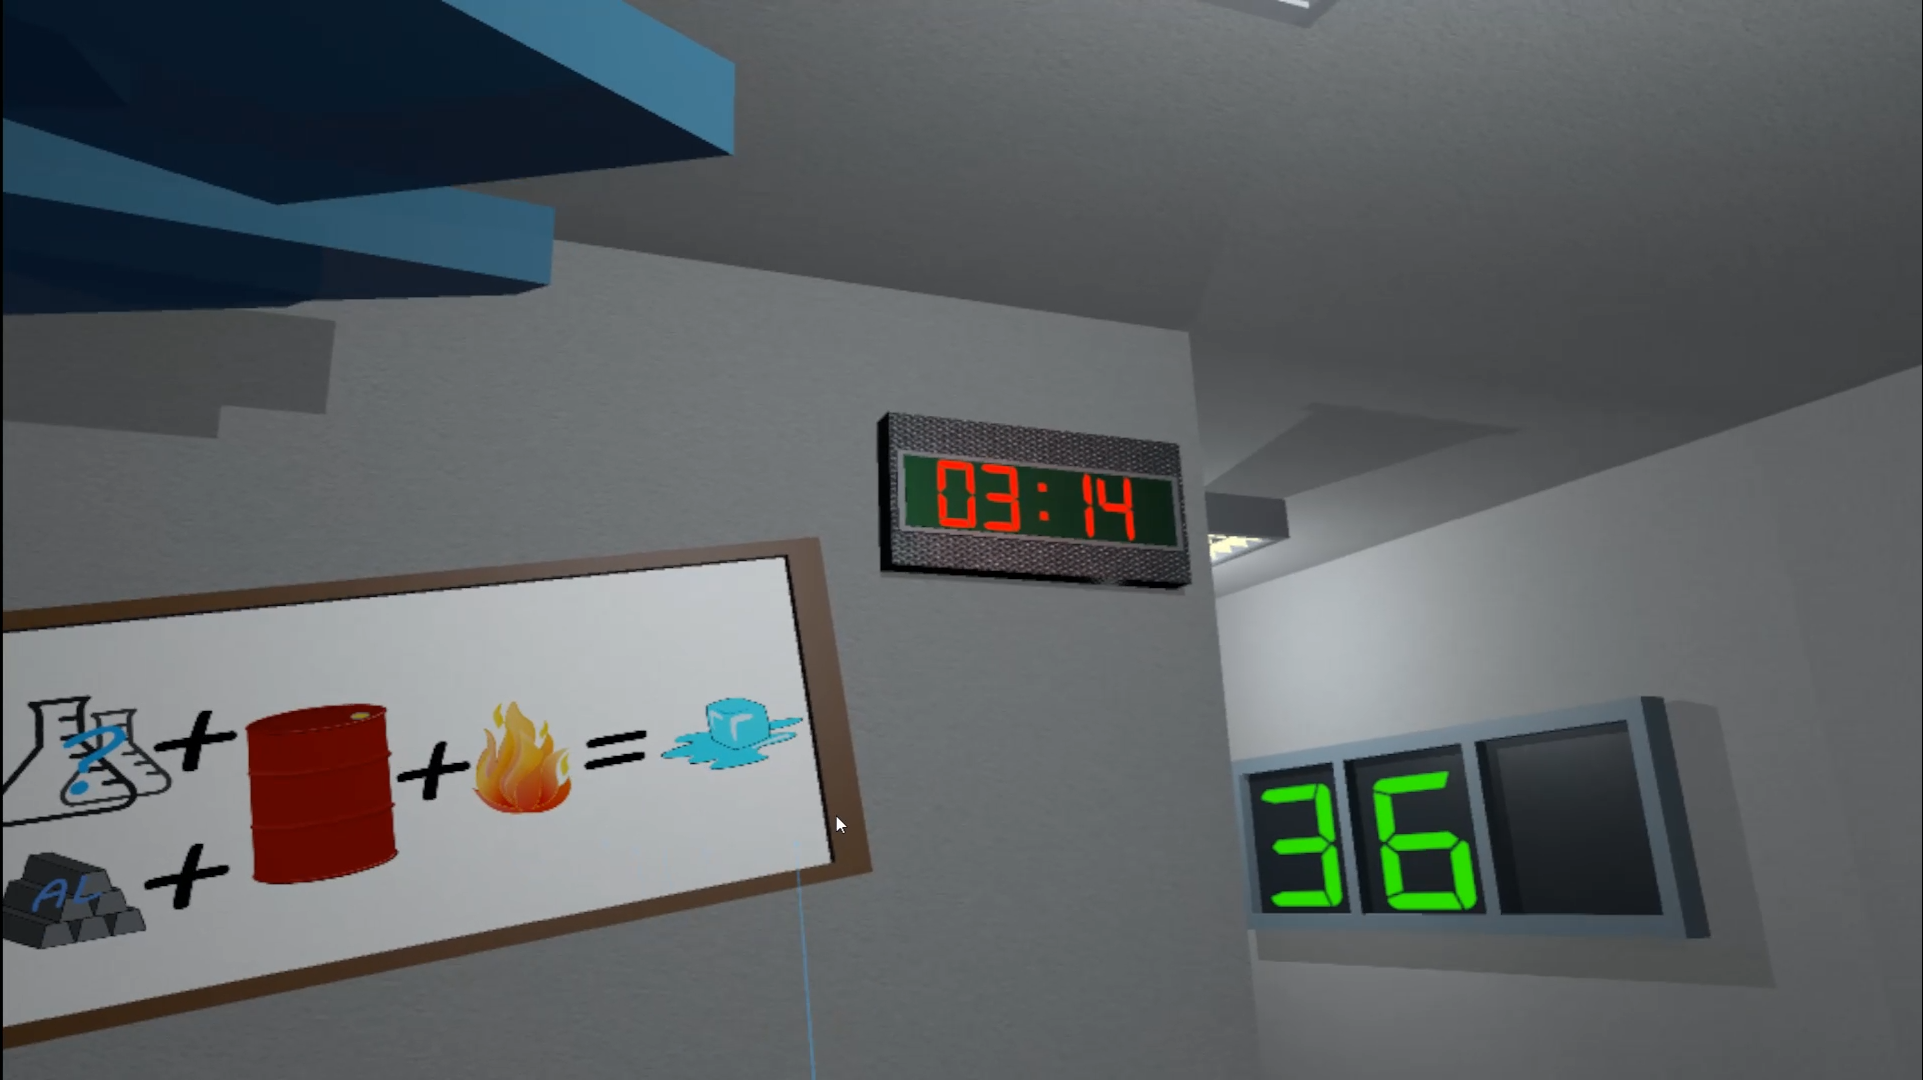 03:14
? + + =
AL +
36